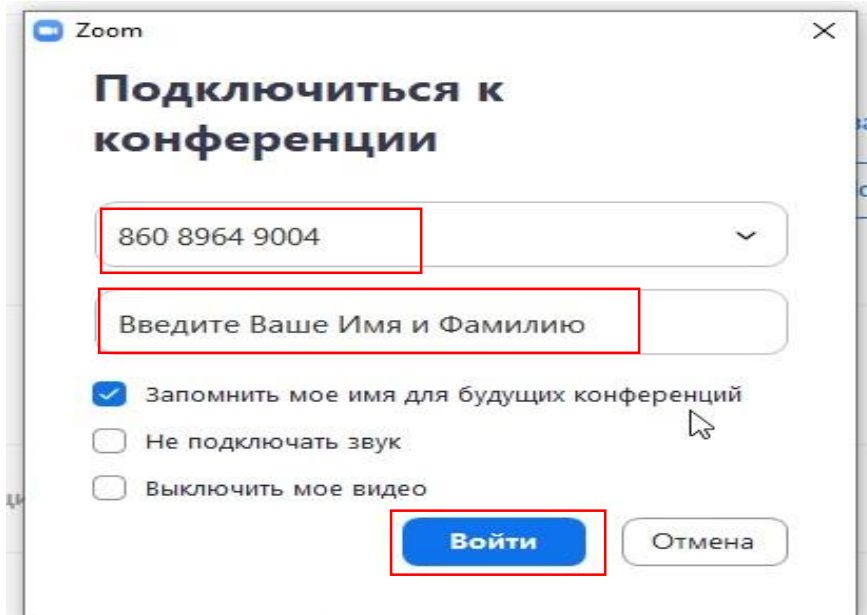 Zoom
Подключиться к
конференции
860 8964 9004
Введите Ваше Имя и Фамилию
Запомнить мое имя для будущих конференций
Не подключать звук
Выключить мое видео
Войти
Отмена